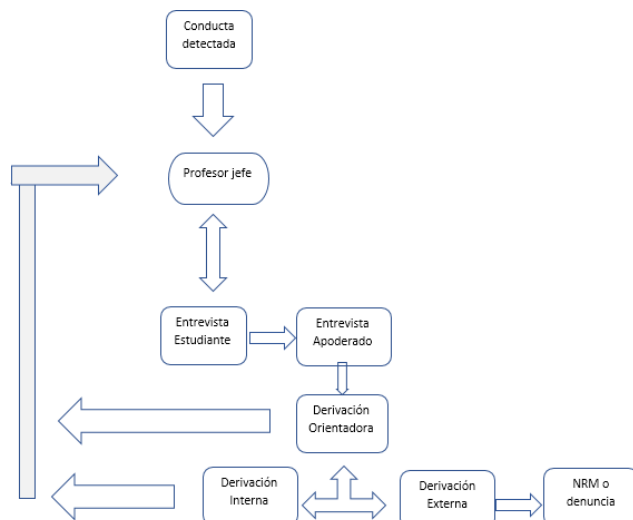 Conducta
detectada
Profesor jefe
Entrevista
Estudiante
Entrevista
Apoderado
Derivación
Orientadora
Derivación
Interna
Derivación
Externa
NRM o
denuncia